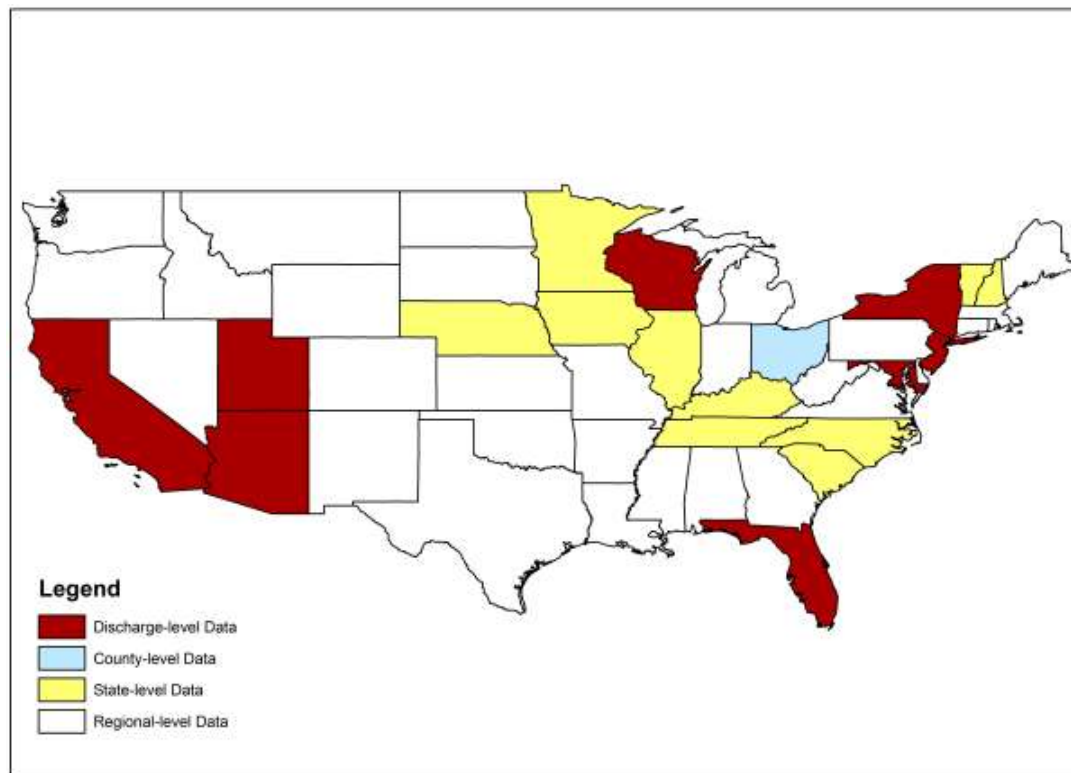 Legend
Discharge-level Data
County-level Data
State-level Data
Regional-level Data